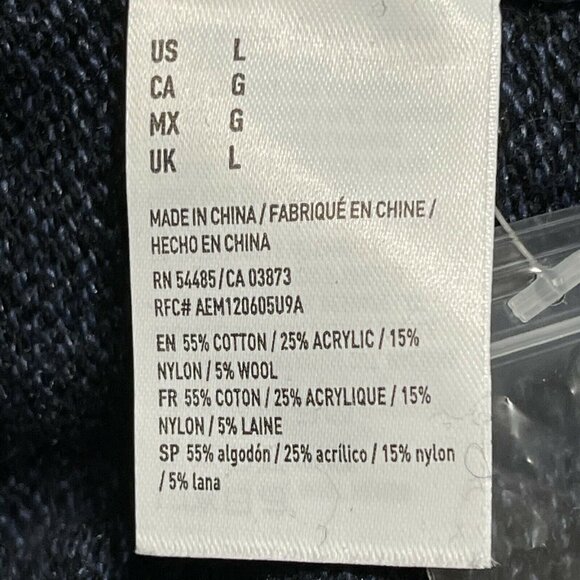 US L
CA G
MX G
UK L
MADE IN CHINA / FABRIQUÉ EN CHINE /
HECHO EN CHINA
RN 54485/CA 03873
RFC# AEM120605U9A
EN 55% COTTON / 25% ACRYLIC / 15%
NYLON / 5% WOOL
FR 55% COTON / 25% ACRYLIQUE / 15%
NYLON / 5% LAINE
SP 55% algodón / 25% acrílico / 15% nylon
/ 5% lana